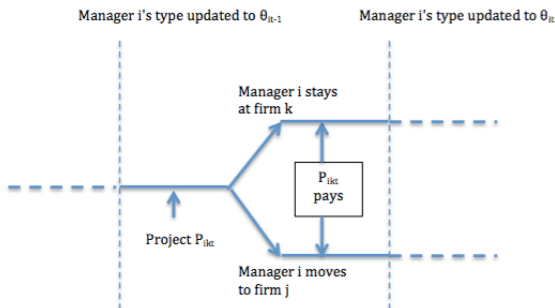 Manager i's type updated to θit-1
Manager i's type updated to θit
Manager i stays
at firm k
Pikt
pays
Project Pikt
Manager i moves
to firm j